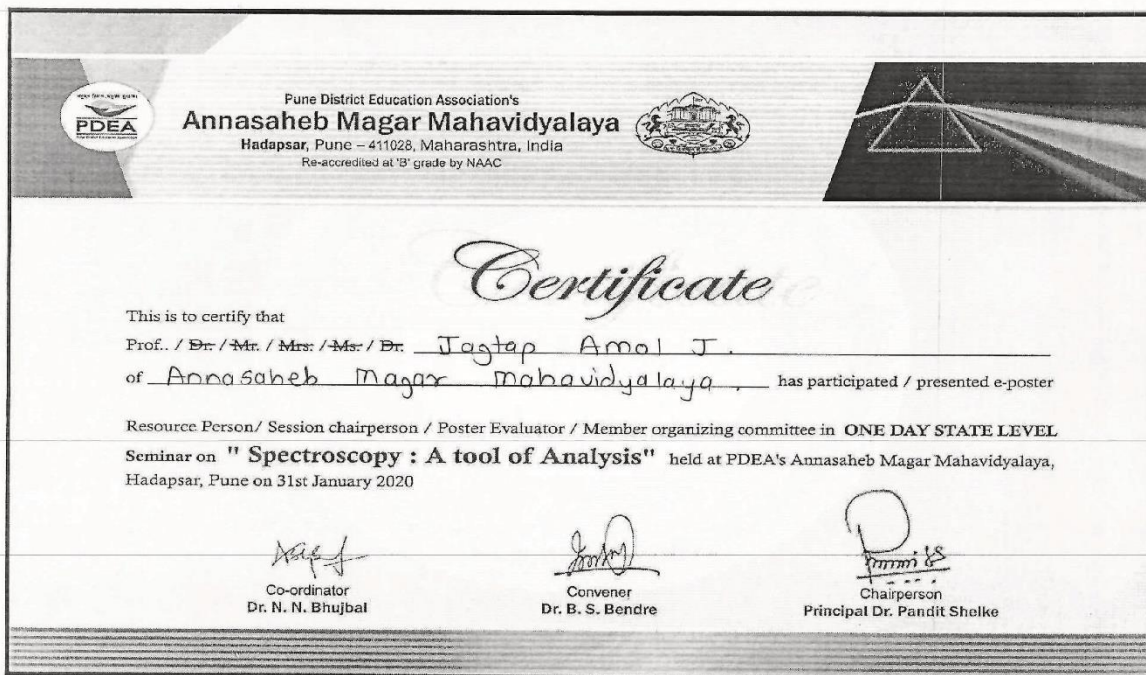 PDEA
Pune District Education Association's
Annasaheb Magar Mahavidyalaya
Hadapsar, Pune – 411028, Maharashtra, India
Re-accredited at 'B' grade by NAAC
Certificate
This is to certify that
Prof.. / Dr. / Mr. / Mrs. / Ms. / Dr. Jagtap Amol J.
of Annasaheb Magar Mahavidyalaya. has participated / presented e-poster
Resource Person/ Session chairperson / Poster Evaluator / Member organizing committee in ONE DAY STATE LEVEL
Seminar on " Spectroscopy : A tool of Analysis" held at PDEA's Annasaheb Magar Mahavidyalaya,
Hadapsar, Pune on 31st January 2020
Co-ordinator
Dr. N. N. Bhujbal
Convener
Dr. B. S. Bendre
Chairperson
Principal Dr. Pandit Shelke